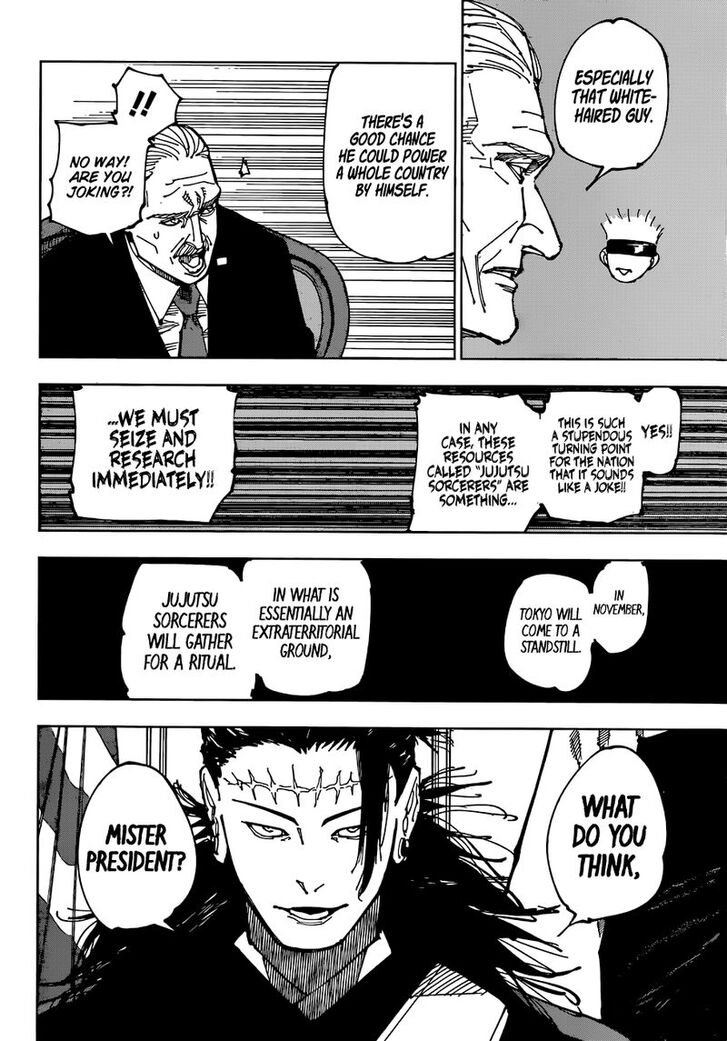 ESPECIALLY
THAT WHITE-
HAIRED GUY.
THERE'S A
GOOD CHANCE
HE COULD POWER
A WHOLE COUNTRY
BY HIMSELF.
!!
NO WAY!
ARE YOU
JOKING?!
YES!!
THIS IS SUCH
A STUPENDOUS
TURNING POINT
FOR THE NATION
THAT IT SOUNDS
LIKE A JOKE!!
IN ANY
CASE, THESE
RESOURCES
CALLED "JUJUTSU
SORCERERS" ARE
SOMETHING...
...WE MUST
SEIZE AND
RESEARCH
IMMEDIATELY!!
IN
NOVEMBER,
TOKYO WILL
COME TO A
STANDSTILL.
IN WHAT IS
ESSENTIALLY AN
EXTRATERRITORIAL
GROUND,
JUJUTSU
SORCERERS
WILL GATHER
FOR A RITUAL.
WHAT
DO YOU
THINK,
MISTER
PRESIDENT?